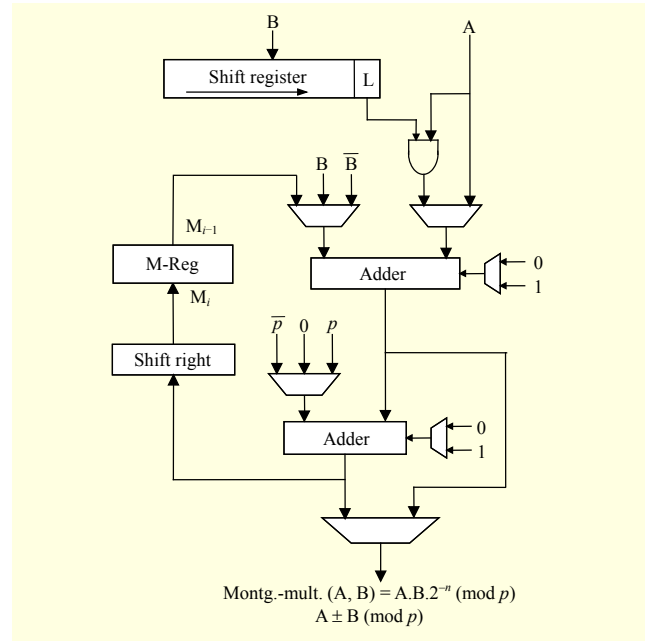 B
A
Shift register L
B B̅
M𝑖–1
M-Reg
Adder
0
1
M𝑖
p̅ 0 p
Shift right
Adder
0
1
Montg.-mult. (A, B) = A.B.2⁻ⁿ (mod p)
A ± B (mod p)